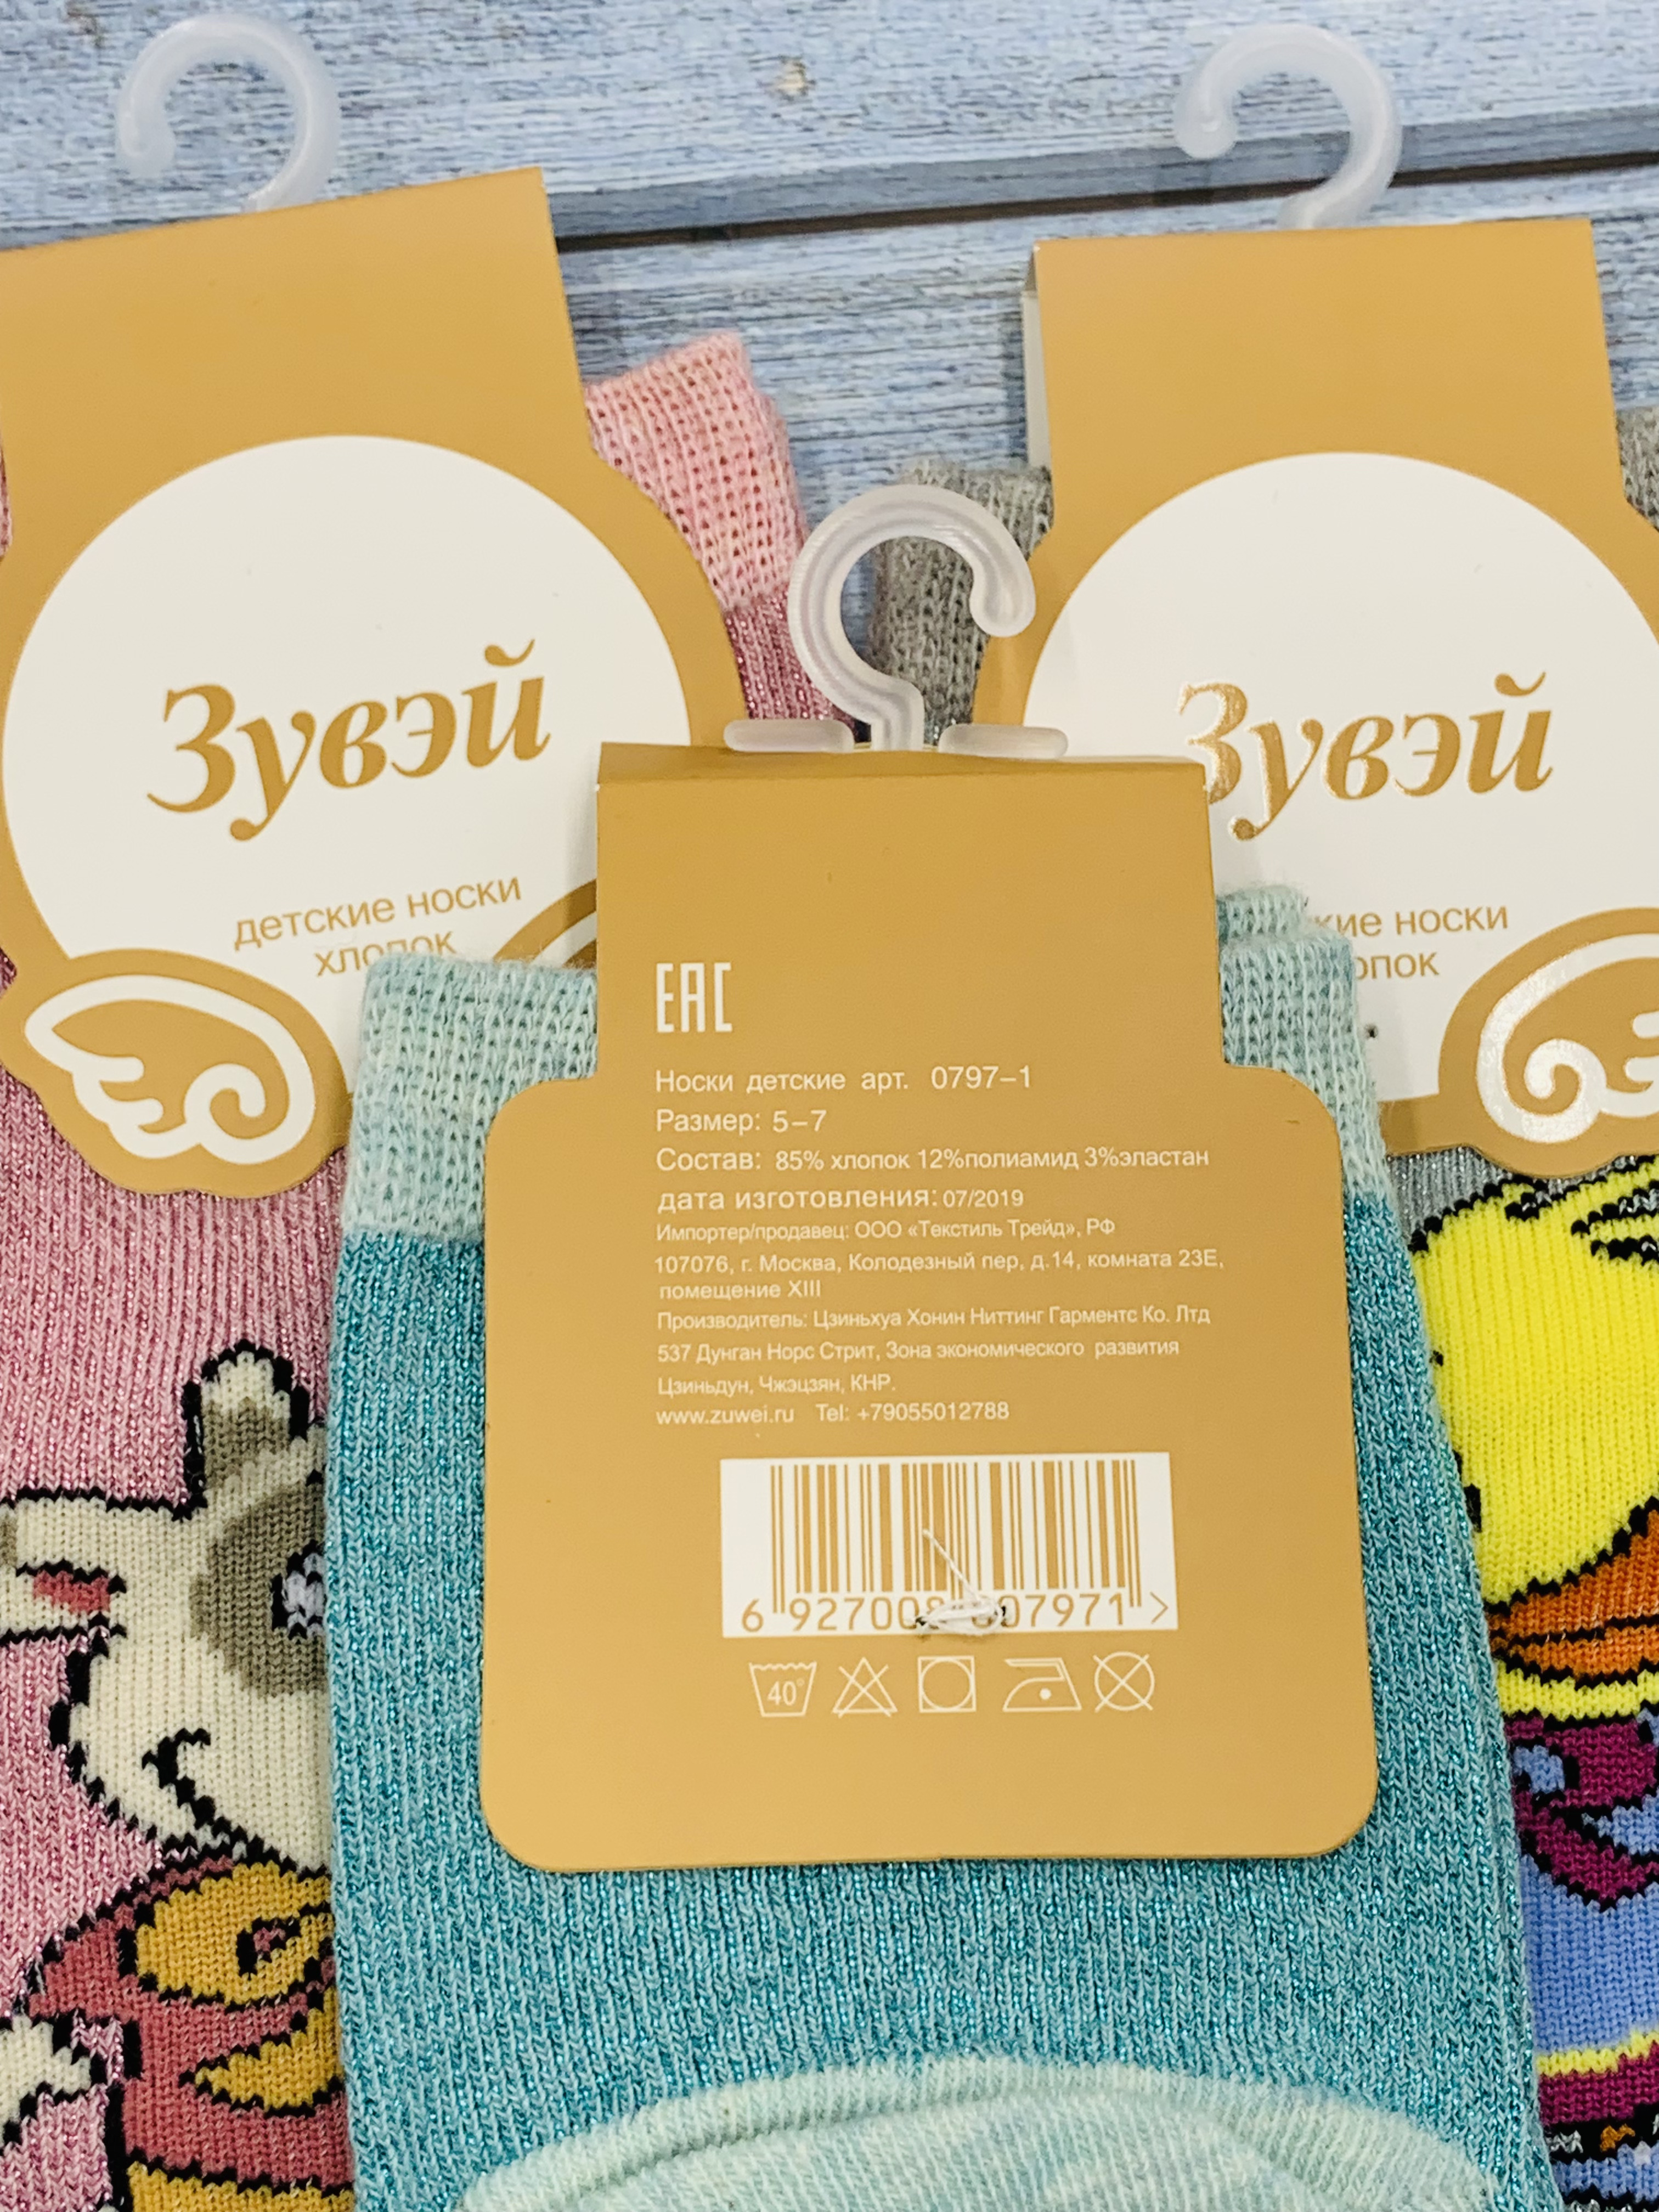 Зувэй
детские носки
хлопок
Зувэй
носки
EAC
Носки детские арт. 0797-1
Размер: 5-7
Состав: 85% хлопок 12%полиамид 3%эластан
дата изготовления: 07/2019
Импортер/продавец: ООО «Текстиль Трейд», РФ
107076, г. Москва, Колодезный пер, д.14, комната 23Е,
помещение XIII
Производитель: Цзиньхуа Хонин Ниттинг Гарментс Ко. Лтд
537 Дунган Норс Стрит, Зона экономического развития
Цзиньдун, Чжэцзян, КНР.
www.zuwei.ru Tel: +79055012788
40°